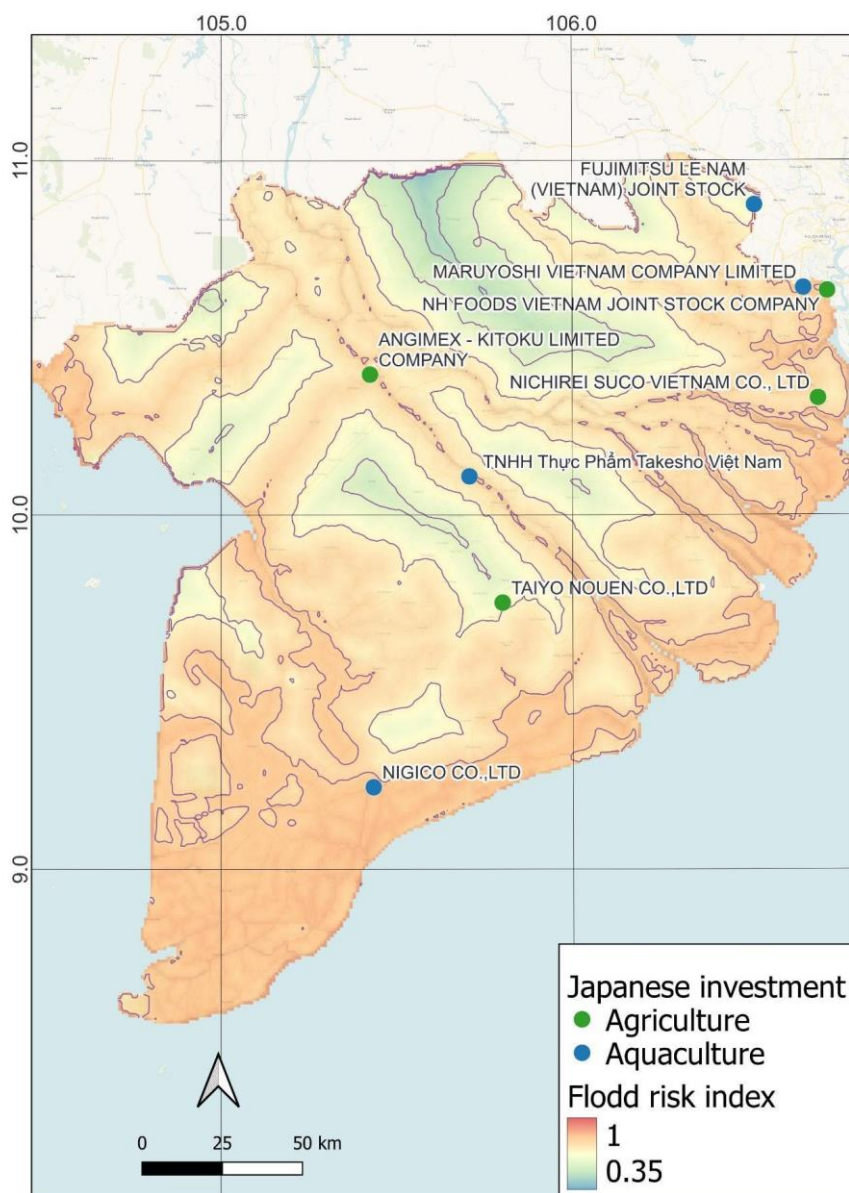 105.0
106.0
11.0
FUJIMITSU LE NAM
(VIETNAM) JOINT STOCK
MARUYOSHI VIETNAM COMPANY LIMITED
NH FOODS VIETNAM JOINT STOCK COMPANY
ANGIMEX - KITOKU LIMITED
COMPANY
NICHIREI SUCO VIETNAM CO., LTD
TNHH Thực Phẩm Takesho Việt Nam
10.0
TAIYO NOUEN CO.,LTD
NIGICO CO.,LTD
9.0
Japanese investment
Agriculture
Aquaculture
Flodd risk index
1
0.35
0 25 50 km